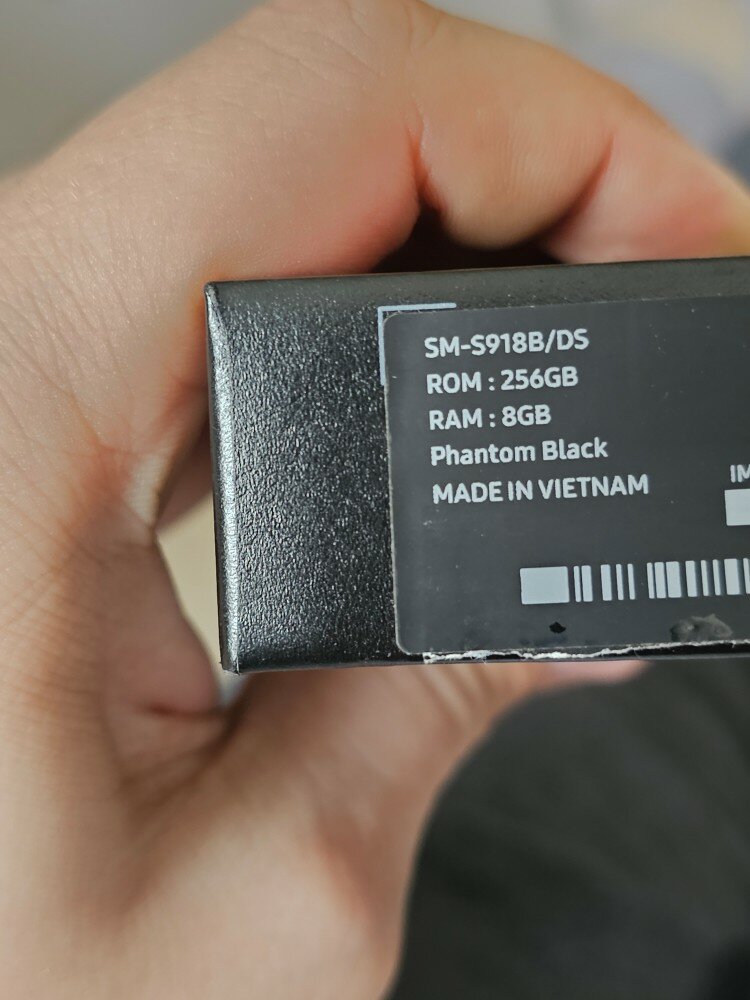 SM-S918B/DS
ROM : 256GB
RAM : 8GB
Phantom Black
MADE IN VIETNAM